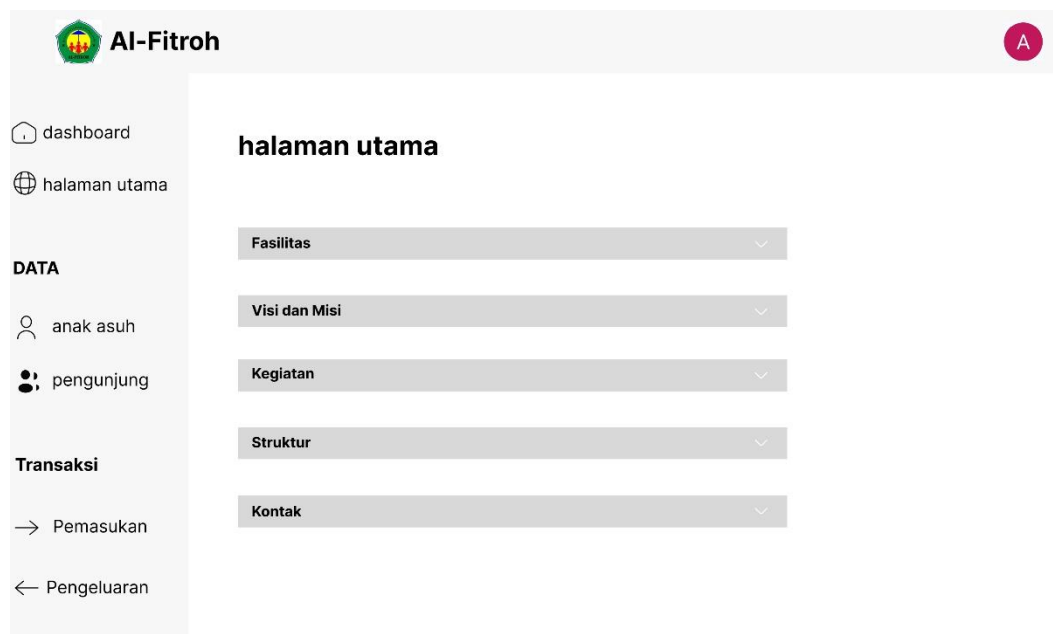 Al-Fitroh
A
dashboard
halaman utama
DATA
anak asuh
pengunjung
Transaksi
Pemasukan
Pengeluaran
halaman utama
Fasilitas
Visi dan Misi
Kegiatan
Struktur
Kontak